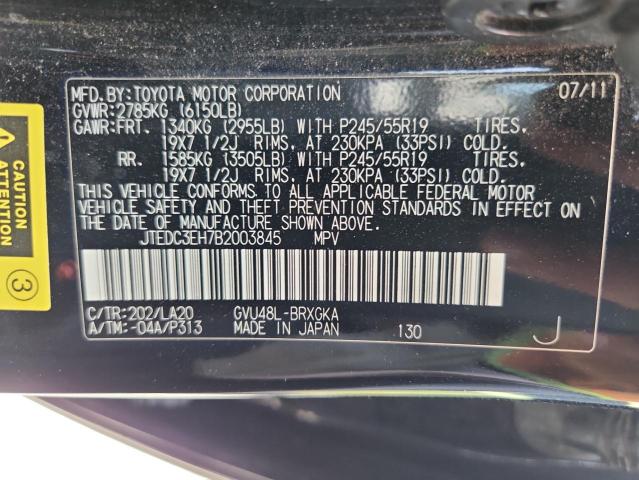 MFD.BY:TOYOTA MOTOR CORPORATION 07/11
GVWR:2785KG (6150LB)
GAWR:FRT. 1340KG (2955LB) WITH P245/55R19 TIRES,
19X7 1/2J RIMS, AT 230KPA (33PSI) COLD.
RR. 1585KG (3505LB) WITH P245/55R19 TIRES,
19X7 1/2J RIMS, AT 230KPA (33PSI) COLD.
THIS VEHICLE CONFORMS TO ALL APPLICABLE FEDERAL MOTOR
VEHICLE SAFETY AND THEFT PREVENTION STANDARDS IN EFFECT ON
THE DATE OF MANUFACTURE SHOWN ABOVE.
JTEDC3EH7B2003845 MPV
C/TR:202/LA20 GVU48L-BRXGKA
A/TM:-04A/P313 MADE IN JAPAN 130 J
CAUTION
ATTENTION
3